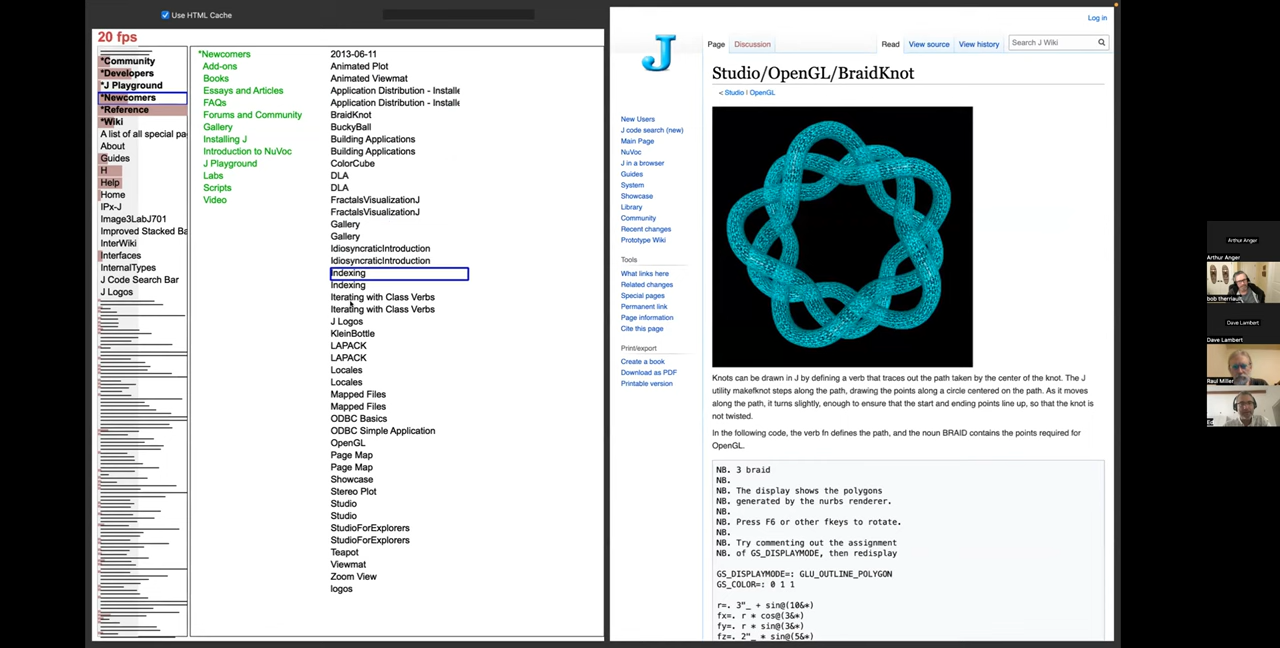 Use HTML Cache
20 fps
*Community
*Developers
*J Playground
*Newcomers
*Reference
*Wiki
A list of all special pa
About
Guides
H
Help
Home
IPx-J
Image3LabJ701
Improved Stacked Ba
InterWiki
Interfaces
InternalTypes
J Code Search Bar
J Logos
*Newcomers
Add-ons
Books
Essays and Articles
FAQs
Forums and Community
Gallery
Installing J
Introduction to NuVoc
J Playground
Labs
Scripts
Video
2013-06-11
Animated Plot
Animated Viewmat
Application Distribution - Installe
Application Distribution - Installe
BraidKnot
BuckyBall
Building Applications
Building Applications
ColorCube
DLA
DLA
FractalsVisualizationJ
FractalsVisualizationJ
Gallery
Gallery
IdiosyncraticIntroduction
IdiosyncraticIntroduction
Indexing
Indexing
Iterating with Class Verbs
Iterating with Class Verbs
J Logos
KleinBottle
LAPACK
LAPACK
Locales
Locales
Mapped Files
Mapped Files
ODBC Basics
ODBC Simple Application
OpenGL
Page Map
Page Map
Showcase
Stereo Plot
Studio
Studio
StudioForExplorers
StudioForExplorers
Teapot
Viewmat
Zoom View
logos
Log in
Page Discussion Read View source View history Search J Wiki
Studio/OpenGL/BraidKnot
< Studio | OpenGL
New Users
J code search (new)
Main Page
NuVoc
J in a browser
Guides
System
Showcase
Library
Community
Recent changes
Prototype Wiki
Tools
What links here
Related changes
Special pages
Permanent link
Page information
Cite this page
Print/export
Create a book
Download as PDF
Printable version
Knots can be drawn in J by defining a verb that traces out the path taken by the center of the knot. The J
utility makefknot steps along the path, drawing the points along a circle centered on the path. As it moves
along the path, it turns slightly, enough to ensure that the start and ending points line up, so that the knot is
not twisted.
In the following code, the verb fn defines the path, and the noun BRAID contains the points required for
OpenGL.
NB. 3 braid
NB.
NB. The display shows the polygons
NB. generated by the nurbs renderer.
NB.
NB. Press F6 or other fkeys to rotate.
NB.
NB. Try commenting out the assignment
NB. of GS_DISPLAYMODE, then redisplay
GS_DISPLAYMODE=: GLU_OUTLINE_POLYGON
GS_COLOR=: 0 1 1
r=. 3"_ + sin@(10&*)
fx=. r * cos@(3&*)
fy=. r * sin@(3&*)
fz=. 2"_ * sin@(5&*)
Arthur Anger
Arthur Anger
bob therriault
Dave Lambert
Dave Lambert
Raul Miller